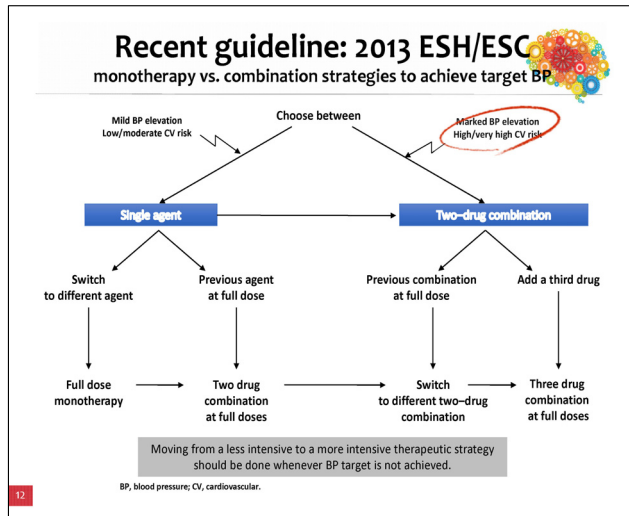 Recent guideline: 2013 ESH/ESC
monotherapy vs. combination strategies to achieve target BP
Choose between
Mild BP elevation
Low/moderate CV risk
Marked BP elevation
High/very high CV risk
Single agent
Two-drug combination
Switch
to different agent
Previous agent
at full dose
Previous combination
at full dose
Add a third drug
Full dose
monotherapy
Two drug
combination
at full doses
Switch
to different two-drug
combination
Three drug
combination
at full doses
Moving from a less intensive to a more intensive therapeutic strategy
should be done whenever BP target is not achieved.
BP, blood pressure; CV, cardiovascular.
12